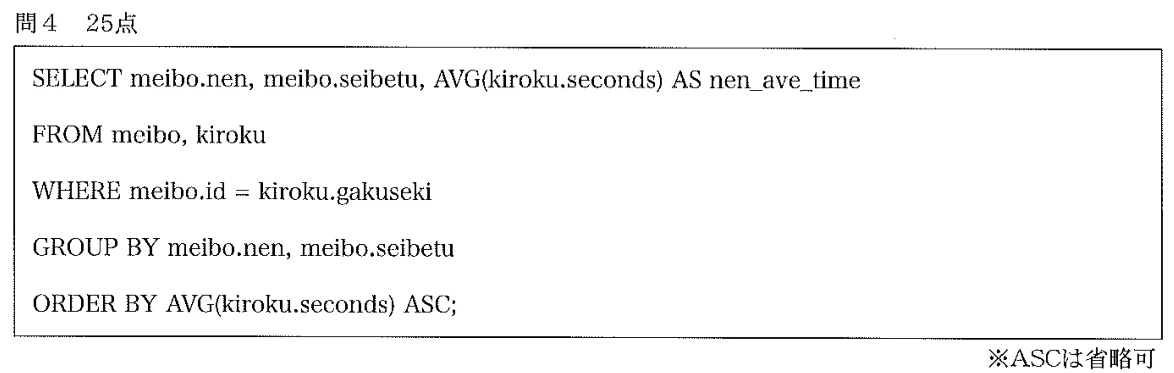 問4 25点
SELECT meibo.nen, meibo.seibetu, AVG(kiroku.seconds) AS nen_ave_time
FROM meibo, kiroku
WHERE meibo.id = kiroku.gakuseki
GROUP BY meibo.nen, meibo.seibetu
ORDER BY AVG(kiroku.seconds) ASC;
※ASCは省略可